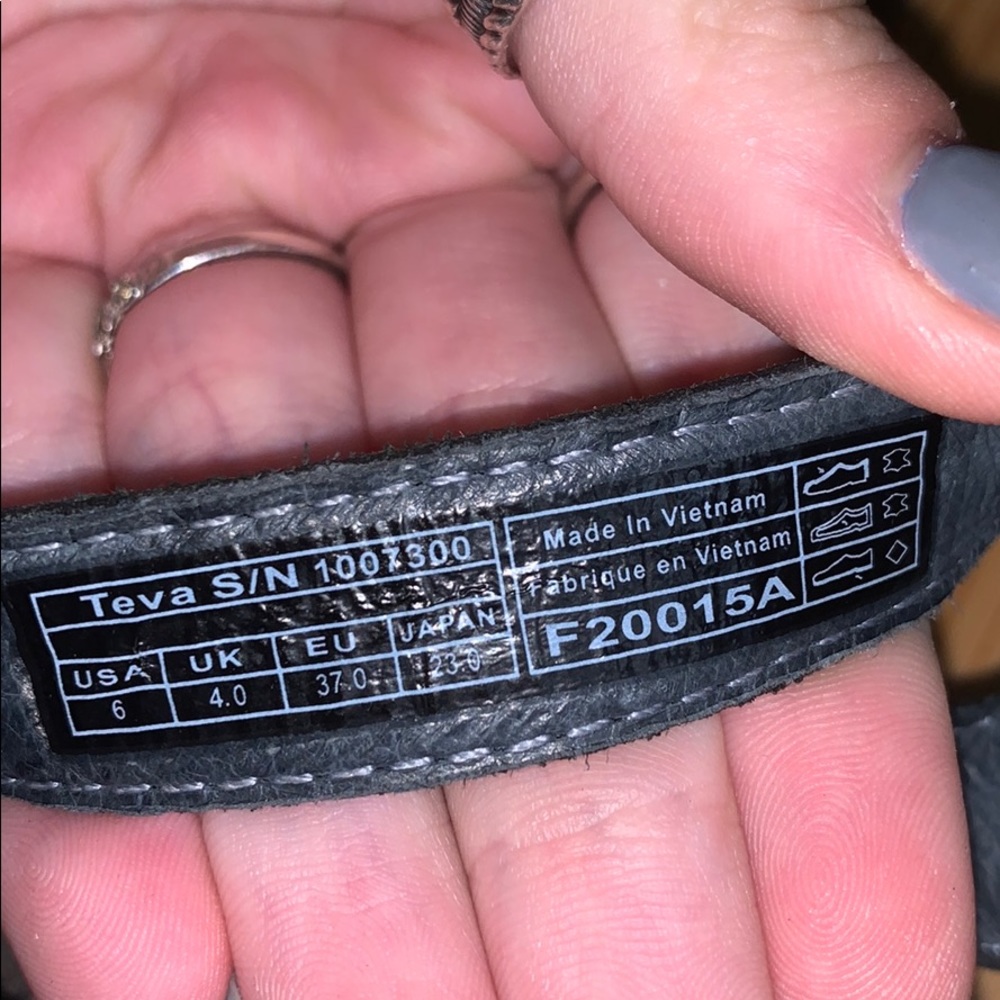 Teva S/N 1007300
USA UK EU JAPAN
6 4.0 37.0 23.0
Made In Vietnam
Fabrique en Vietnam
F20015A